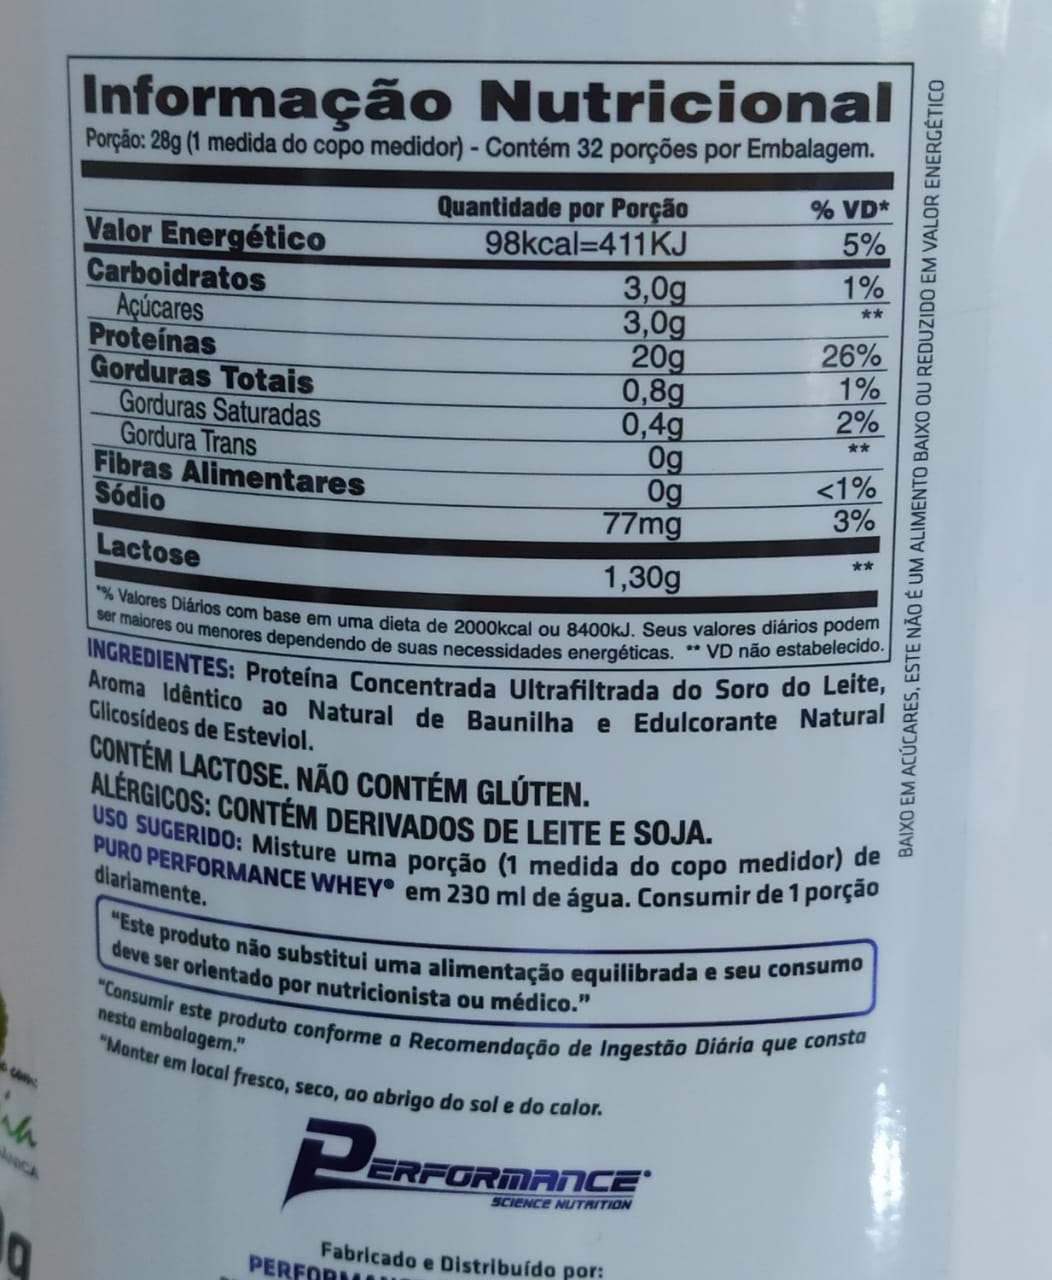 Informação Nutricional
Porção: 28g (1 medida do copo medidor) - Contém 32 porções por Embalagem.
Quantidade por Porção % VD*
Valor Energético 98kcal=411KJ 5%
Carboidratos 3,0g 1%
Açúcares 3,0g **
Proteínas 20g 26%
Gorduras Totais 0,8g 1%
Gorduras Saturadas 0,4g 2%
Gordura Trans 0g **
Fibras Alimentares 0g <1%
Sódio 77mg 3%
Lactose 1,30g **
*% Valores Diários com base em uma dieta de 2000kcal ou 8400kJ. Seus valores diários podem
ser maiores ou menores dependendo de suas necessidades energéticas. ** VD não estabelecido.
INGREDIENTES: Proteína Concentrada Ultrafiltrada do Soro do Leite,
Aroma Idêntico ao Natural de Baunilha e Edulcorante Natural
Glicosídeos de Esteviol.
CONTÉM LACTOSE. NÃO CONTÉM GLÚTEN.
ALÉRGICOS: CONTÉM DERIVADOS DE LEITE E SOJA.
USO SUGERIDO: Misture uma porção (1 medida do copo medidor) de
PURO PERFORMANCE WHEY® em 230 ml de água. Consumir de 1 porção
diariamente.
"Este produto não substitui uma alimentação equilibrada e seu consumo
deve ser orientado por nutricionista ou médico."
"Consumir este produto conforme a Recomendação de Ingestão Diária que consta
nesta embalagem."
"Manter em local fresco, seco, ao abrigo do sol e do calor.
PERFORMANCE
SCIENCE NUTRITION
Fabricado e Distribuído por:
BAIXO EM AÇÚCARES, ESTE NÃO É UM ALIMENTO BAIXO OU REDUZIDO EM VALOR ENERGÉTICO